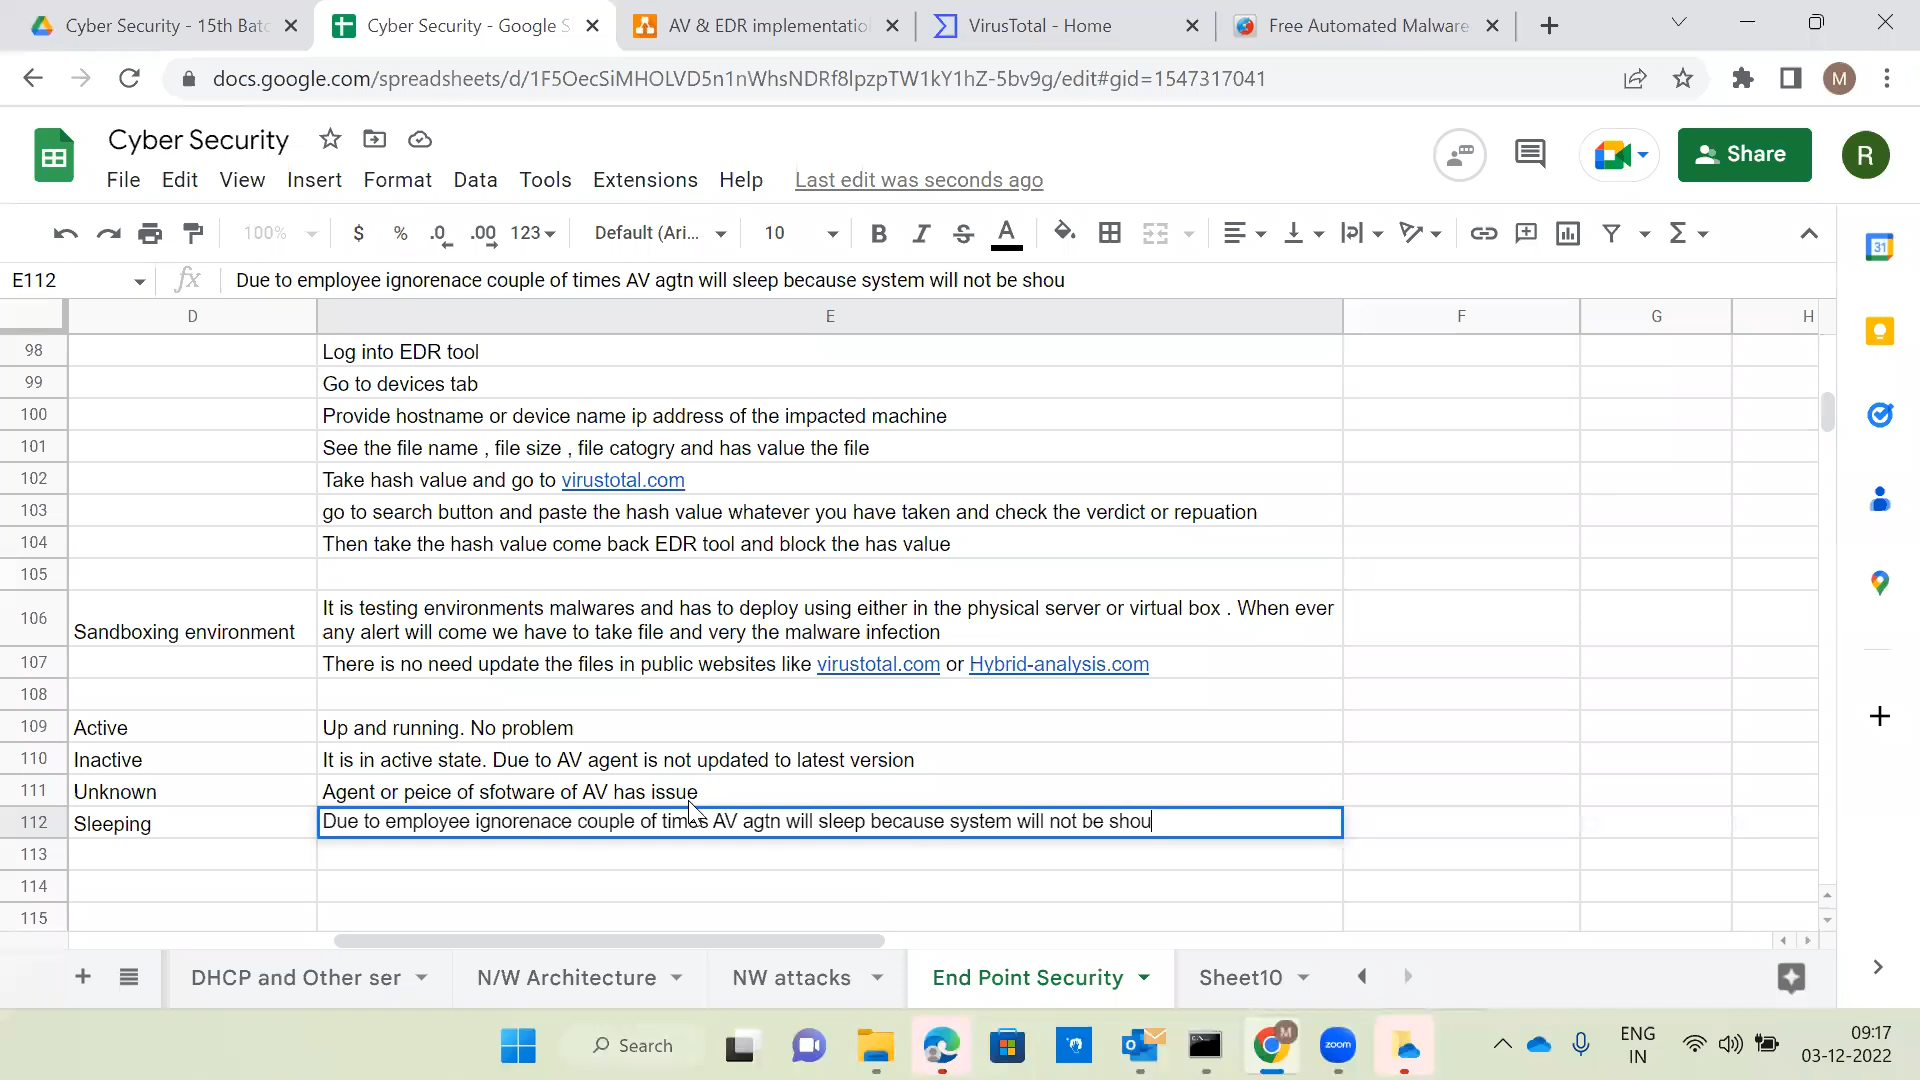 Cyber Security - 15th Batc
Cyber Security - Google S
AV & EDR implementatio
VirusTotal - Home
Free Automated Malware
docs.google.com/spreadsheets/d/1F5OecSiMHOLVD5n1nWhsNDRf8lpzpTW1kY1hZ-5bv9g/edit#gid=1547317041
M
Cyber Security
Share
R
File Edit View Insert Format Data Tools Extensions Help Last edit was seconds ago
100% $ % .0 .00 123 Default (Ari... 10 B I S A
31
E112 fx Due to employee ignorenace couple of times AV agtn will sleep because system will not be shou
D E F G H
98 Log into EDR tool
99 Go to devices tab
100 Provide hostname or device name ip address of the impacted machine
101 See the file name , file size , file catogry and has value the file
102 Take hash value and go to virustotal.com
103 go to search button and paste the hash value whatever you have taken and check the verdict or repuation
104 Then take the hash value come back EDR tool and block the has value
105
106 Sandboxing environment It is testing environments malwares and has to deploy using either in the physical server or virtual box . When ever
any alert will come we have to take file and very the malware infection
107 There is no need update the files in public websites like virustotal.com or Hybrid-analysis.com
108
109 Active Up and running. No problem
110 Inactive It is in active state. Due to AV agent is not updated to latest version
111 Unknown Agent or peice of sfotware of AV has issue
112 Sleeping Due to employee ignorenace couple of times AV agtn will sleep because system will not be shou
113
114
115
DHCP and Other ser N/W Architecture NW attacks End Point Security Sheet10
Search
M
zoom
ENG
IN
09:17
03-12-2022